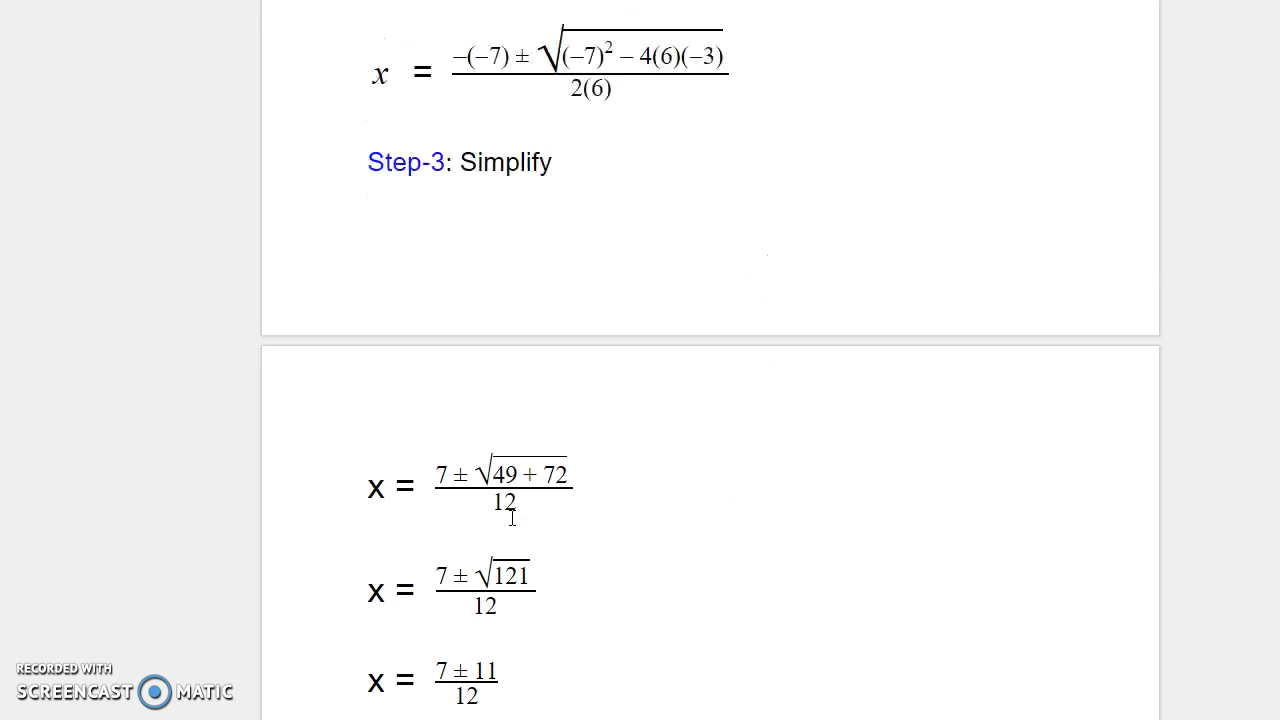 x = –(–7) ± √(–7)² – 4(6)(–3)
2(6)
Step-3: Simplify
x = 7 ± √49 + 72
12
x = 7 ± √121
12
x = 7 ± 11
12
RECORDED WITH
SCREENCAST MATIC